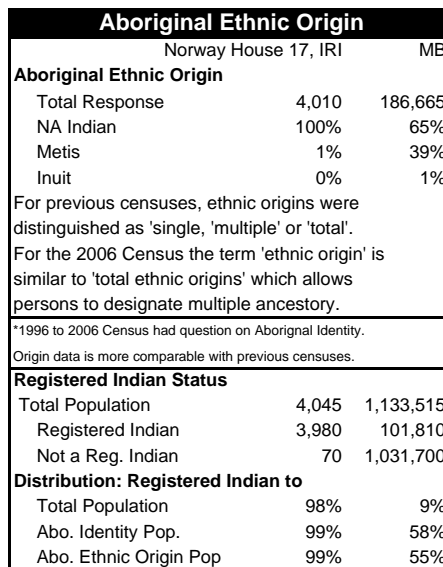 Aboriginal Ethnic Origin
Norway House 17, IRI MB
Aboriginal Ethnic Origin
Total Response 4,010 186,665
NA Indian 100% 65%
Metis 1% 39%
Inuit 0% 1%
For previous censuses, ethnic origins were
distinguished as 'single, 'multiple' or 'total'.
For the 2006 Census the term 'ethnic origin' is
similar to 'total ethnic origins' which allows
persons to designate multiple ancestory.
*1996 to 2006 Census had question on Aborignal Identity.
Origin data is more comparable with previous censuses.
Registered Indian Status
Total Population 4,045 1,133,515
Registered Indian 3,980 101,810
Not a Reg. Indian 70 1,031,700
Distribution: Registered Indian to
Total Population 98% 9%
Abo. Identity Pop. 99% 58%
Abo. Ethnic Origin Pop 99% 55%